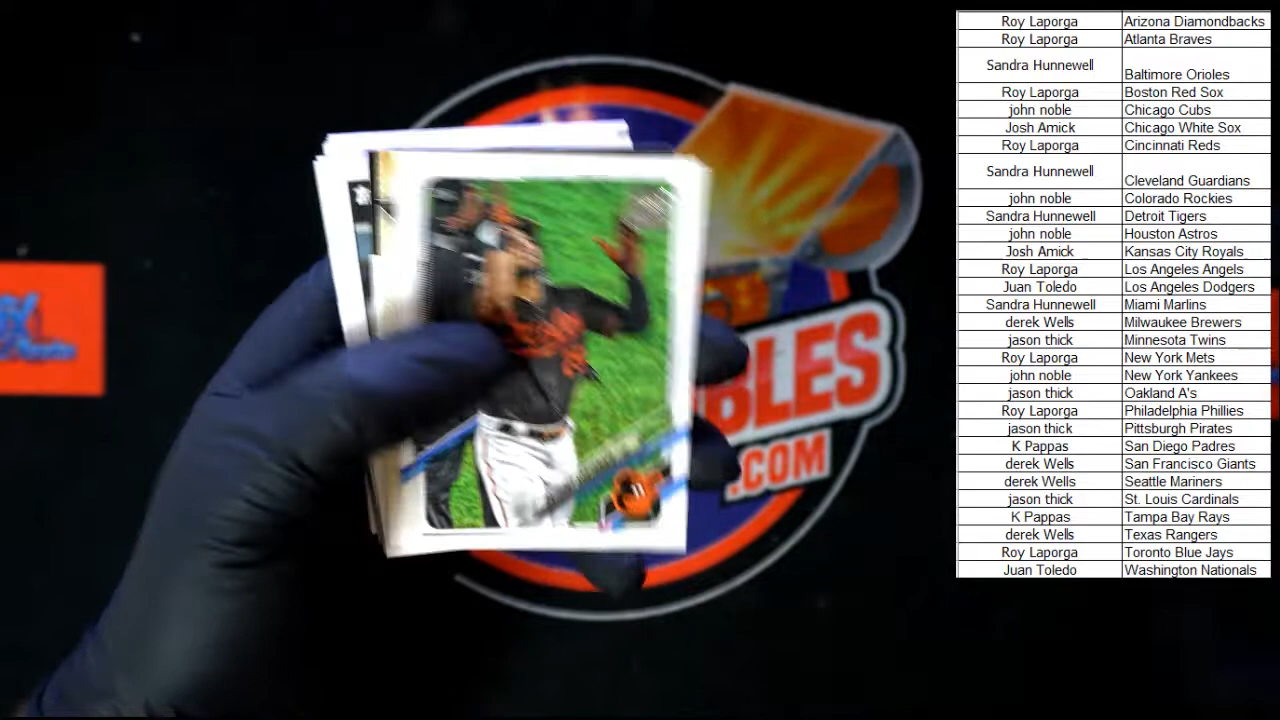 Roy Laporga Arizona Diamondbacks
Roy Laporga Atlanta Braves
Sandra Hunnewell Baltimore Orioles
Roy Laporga Boston Red Sox
john noble Chicago Cubs
Josh Amick Chicago White Sox
Roy Laporga Cincinnati Reds
Sandra Hunnewell Cleveland Guardians
john noble Colorado Rockies
Sandra Hunnewell Detroit Tigers
john noble Houston Astros
Josh Amick Kansas City Royals
Roy Laporga Los Angeles Angels
Juan Toledo Los Angeles Dodgers
Sandra Hunnewell Miami Marlins
derek Wells Milwaukee Brewers
jason thick Minnesota Twins
Roy Laporga New York Mets
john noble New York Yankees
jason thick Oakland A's
Roy Laporga Philadelphia Phillies
jason thick Pittsburgh Pirates
K Pappas San Diego Padres
derek Wells San Francisco Giants
derek Wells Seattle Mariners
jason thick St. Louis Cardinals
K Pappas Tampa Bay Rays
derek Wells Texas Rangers
Roy Laporga Toronto Blue Jays
Juan Toledo Washington Nationals
BLES
.COM